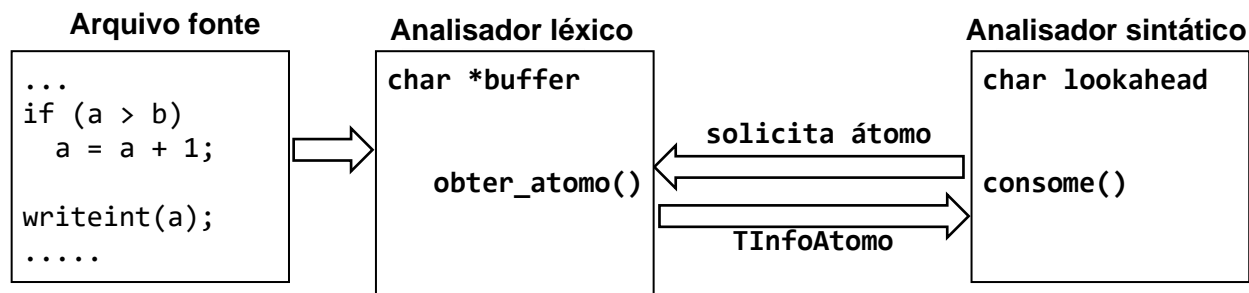 Arquivo fonte
...
if (a > b)
  a = a + 1;
writeint(a);
.....
Analisador léxico
char *buffer
obter_atomo()
solicita átomo
TInfoAtomo
Analisador sintático
char lookahead
consome()